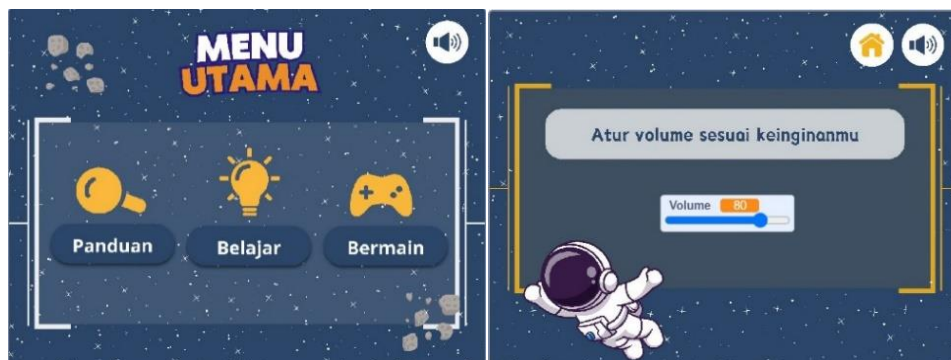 MENU
UTAMA
Panduan
Belajar
Bermain
Atur volume sesuai keinginanmu
Volume 80